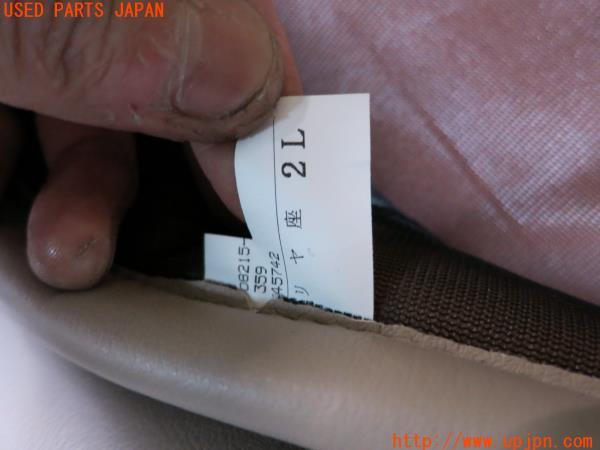 USED PARTS JAPAN
リヤ座 2L
08215-
359
45742
http://www.upjpn.com